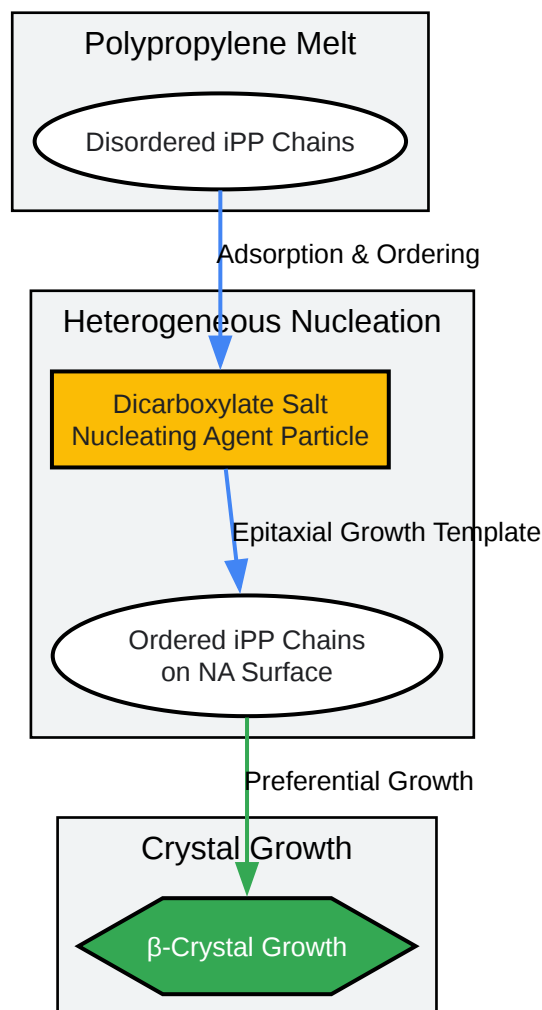 Polypropylene Melt
Disordered iPP Chains
Adsorption & Ordering
Heterogeneous Nucleation
Dicarboxylate Salt
Nucleating Agent Particle
Epitaxial Growth Template
Ordered iPP Chains
on NA Surface
Preferential Growth
Crystal Growth
β-Crystal Growth